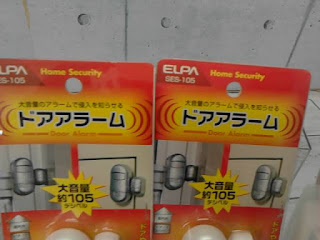 ELPA
Home Security
SES-105
大音量のアラームで侵入を知らせる
ドアアラーム
Door Alarm
大音量
約105
デシベル
ELPA
Home Security
SES-105
大音量のアラームで侵入を知らせる
ドアアラーム
Door Alarm
大音量
約105
デシベル